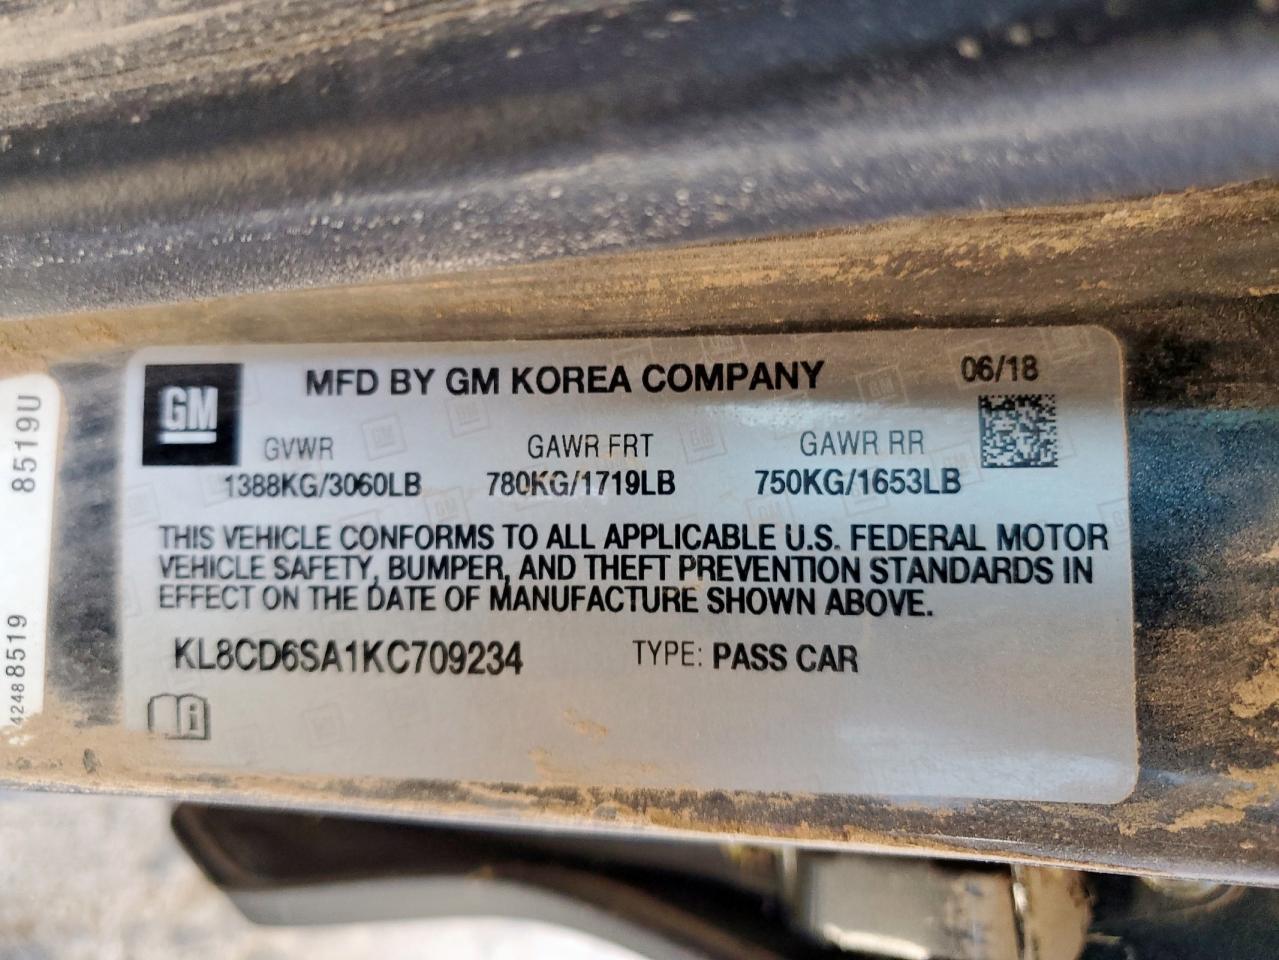 GM
MFD BY GM KOREA COMPANY
06/18
GVWR GAWR FRT GAWR RR
1388KG/3060LB 780KG/1719LB 750KG/1653LB
THIS VEHICLE CONFORMS TO ALL APPLICABLE U.S. FEDERAL MOTOR
VEHICLE SAFETY, BUMPER, AND THEFT PREVENTION STANDARDS IN
EFFECT ON THE DATE OF MANUFACTURE SHOWN ABOVE.
KL8CD6SA1KC709234 TYPE: PASS CAR
8519U
42488519